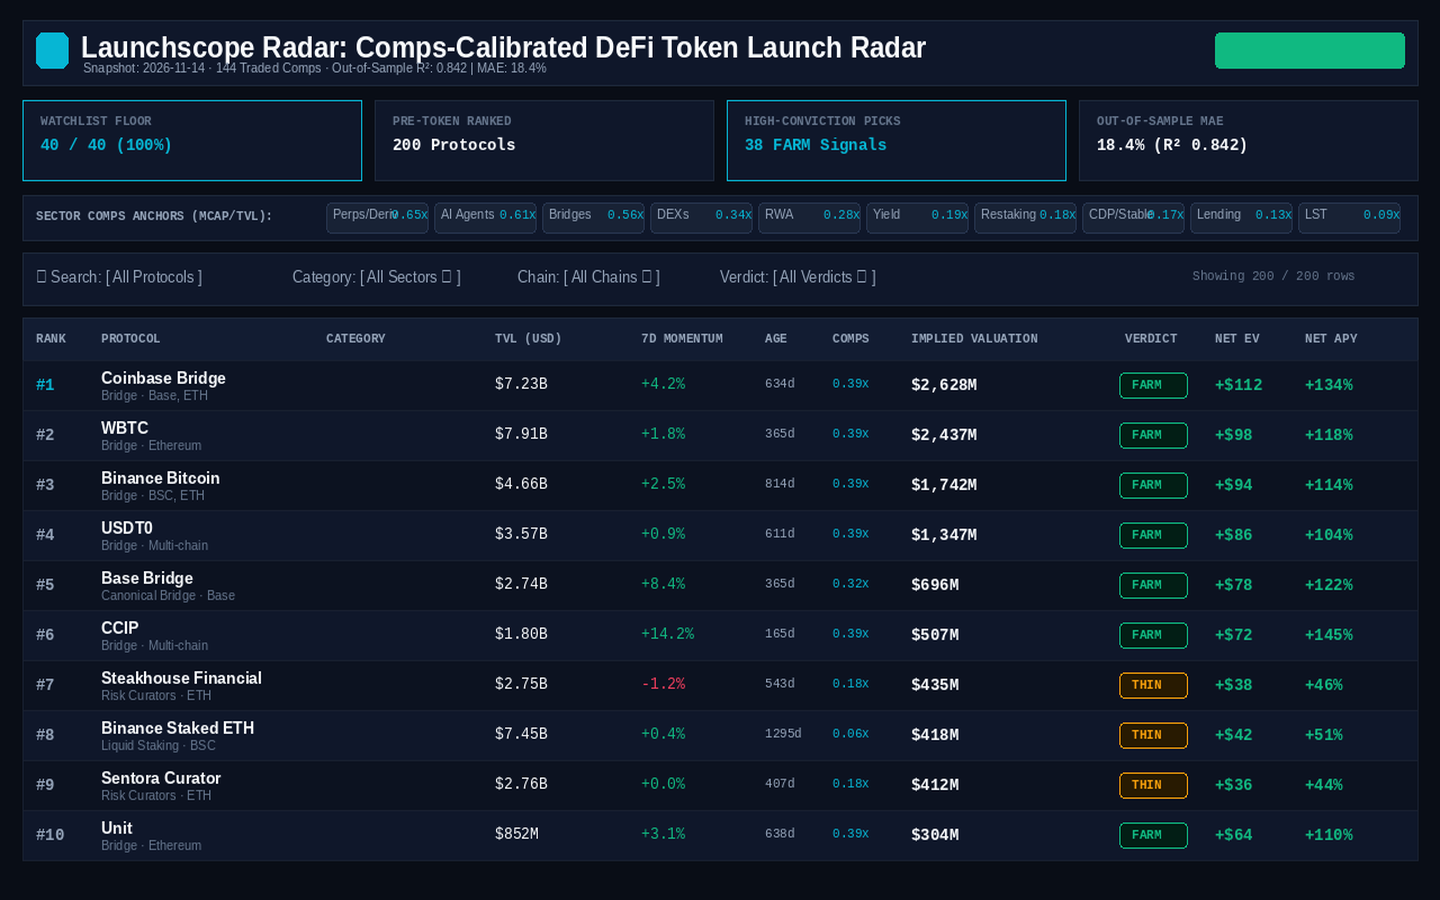 Launchscope Radar: Comps-Calibrated DeFi Token Launch Radar
Snapshot: 2026-11-14 · 144 Traded Comps · Out-of-Sample R²: 0.842 | MAE: 18.4%
WATCHLIST FLOOR
40 / 40 (100%)
PRE-TOKEN RANKED
200 Protocols
HIGH-CONVICTION PICKS
38 FARM Signals
OUT-OF-SAMPLE MAE
18.4% (R² 0.842)
SECTOR COMPS ANCHORS (MCAP/TVL): Perps/Deriv 0.65x AI Agents 0.61x Bridges 0.56x DEXs 0.34x RWA 0.28x Yield 0.19x Restaking 0.18x CDP/Stable 0.17x Lending 0.13x LST 0.09x
Search: [ All Protocols ] Category: [ All Sectors ] Chain: [ All Chains ] Verdict: [ All Verdicts ] Showing 200 / 200 rows
RANK PROTOCOL CATEGORY TVL (USD) 7D MOMENTUM AGE COMPS IMPLIED VALUATION VERDICT NET EV NET APY
#1 Coinbase Bridge $7.23B +4.2% 634d 0.39x $2,628M FARM +$112 +134%
Bridge · Base, ETH
#2 WBTC $7.91B +1.8% 365d 0.39x $2,437M FARM +$98 +118%
Bridge · Ethereum
#3 Binance Bitcoin $4.66B +2.5% 814d 0.39x $1,742M FARM +$94 +114%
Bridge · BSC, ETH
#4 USDT0 $3.57B +0.9% 611d 0.39x $1,347M FARM +$86 +104%
Bridge · Multi-chain
#5 Base Bridge $2.74B +8.4% 365d 0.32x $696M FARM +$78 +122%
Canonical Bridge · Base
#6 CCIP $1.80B +14.2% 165d 0.39x $507M FARM +$72 +145%
Bridge · Multi-chain
#7 Steakhouse Financial $2.75B -1.2% 543d 0.18x $435M THIN +$38 +46%
Risk Curators · ETH
#8 Binance Staked ETH $7.45B +0.4% 1295d 0.06x $418M THIN +$42 +51%
Liquid Staking · BSC
#9 Sentora Curator $2.76B +0.0% 407d 0.18x $412M THIN +$36 +44%
Risk Curators · ETH
#10 Unit $852M +3.1% 638d 0.39x $304M FARM +$64 +110%
Bridge · Ethereum